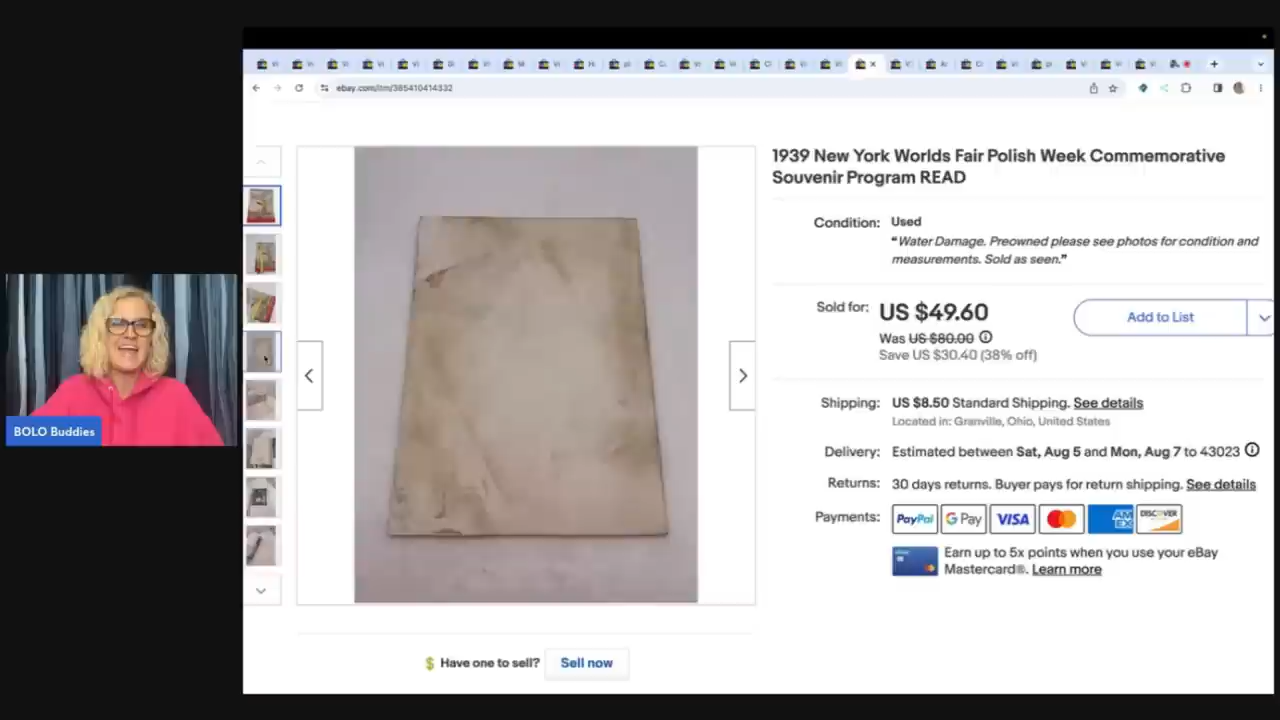 ebay.com/itm/385410414332
1939 New York Worlds Fair Polish Week Commemorative
Souvenir Program READ
Condition: Used
“Water Damage. Preowned please see photos for condition and
measurements. Sold as seen.”
Sold for: US $49.60
Add to List
Was US $80.00
Save US $30.40 (38% off)
Shipping: US $8.50 Standard Shipping. See details
Located in: Granville, Ohio, United States
Delivery: Estimated between Sat, Aug 5 and Mon, Aug 7 to 43023
Returns: 30 days returns. Buyer pays for return shipping. See details
Payments: PayPal G Pay VISA AM EX DISCOVER
Earn up to 5x points when you use your eBay
Mastercard®. Learn more
BOLO Buddies
$ Have one to sell? Sell now